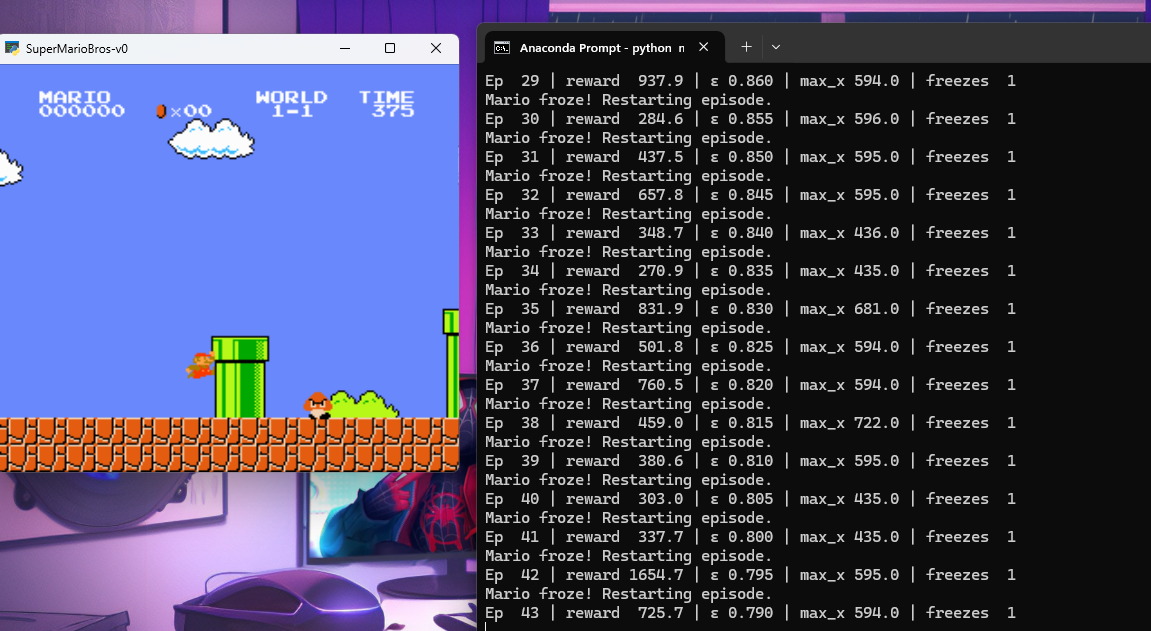 SuperMarioBros-v0
MARIO
000000
×00
WORLD
1-1
TIME
375
Anaconda Prompt - python n
Ep 29 | reward 937.9 | ε 0.860 | max_x 594.0 | freezes 1
Mario froze! Restarting episode.
Ep 30 | reward 284.6 | ε 0.855 | max_x 596.0 | freezes 1
Mario froze! Restarting episode.
Ep 31 | reward 437.5 | ε 0.850 | max_x 595.0 | freezes 1
Mario froze! Restarting episode.
Ep 32 | reward 657.8 | ε 0.845 | max_x 595.0 | freezes 1
Mario froze! Restarting episode.
Ep 33 | reward 348.7 | ε 0.840 | max_x 436.0 | freezes 1
Mario froze! Restarting episode.
Ep 34 | reward 270.9 | ε 0.835 | max_x 435.0 | freezes 1
Mario froze! Restarting episode.
Ep 35 | reward 831.9 | ε 0.830 | max_x 681.0 | freezes 1
Mario froze! Restarting episode.
Ep 36 | reward 501.8 | ε 0.825 | max_x 594.0 | freezes 1
Mario froze! Restarting episode.
Ep 37 | reward 760.5 | ε 0.820 | max_x 594.0 | freezes 1
Mario froze! Restarting episode.
Ep 38 | reward 459.0 | ε 0.815 | max_x 722.0 | freezes 1
Mario froze! Restarting episode.
Ep 39 | reward 380.6 | ε 0.810 | max_x 595.0 | freezes 1
Mario froze! Restarting episode.
Ep 40 | reward 303.0 | ε 0.805 | max_x 435.0 | freezes 1
Mario froze! Restarting episode.
Ep 41 | reward 337.7 | ε 0.800 | max_x 435.0 | freezes 1
Mario froze! Restarting episode.
Ep 42 | reward 1654.7 | ε 0.795 | max_x 595.0 | freezes 1
Mario froze! Restarting episode.
Ep 43 | reward 725.7 | ε 0.790 | max_x 594.0 | freezes 1